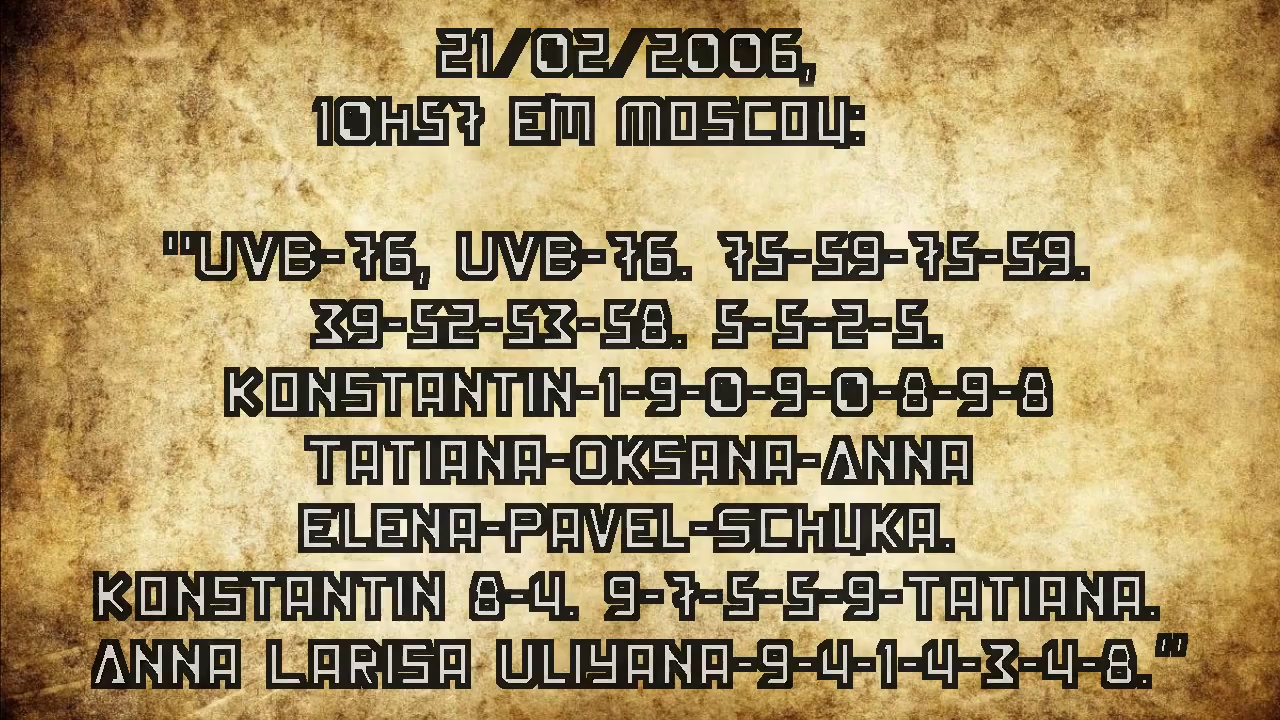 21/02/2006,
10H57 EM MOSCOU:
"UVB-76, UVB-76. 75-59-75-59.
39-52-53-58. 5-5-2-5.
KONSTANTIN-1-9-0-9-0-8-9-8
TATIANA-OKSANA-ANNA
ELENA-PAVEL-SCHUKA.
KONSTANTIN 8-4. 9-7-5-5-9-TATIANA.
ANNA LARISA ULIYANA-9-4-1-4-3-4-8."